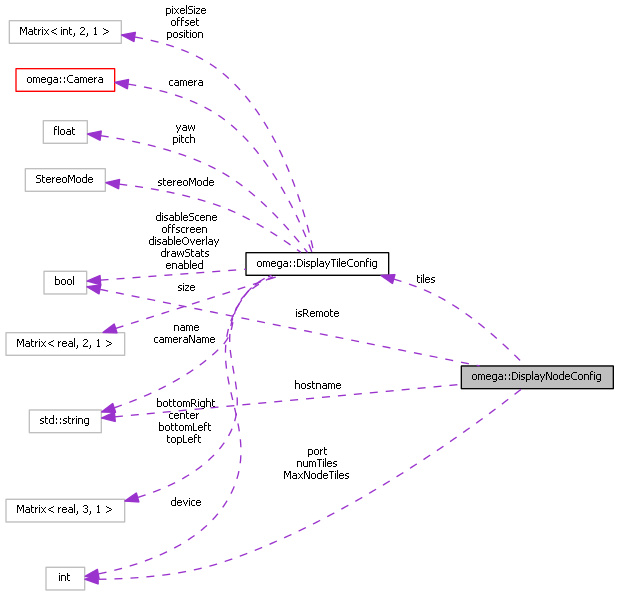 pixelSize
offset
position
Matrix< int, 2, 1 >
omega::Camera
camera
float
yaw
pitch
StereoMode
stereoMode
disableScene
offscreen
disableOverlay
drawStats
enabled
omega::DisplayTileConfig
bool
size
tiles
isRemote
Matrix< real, 2, 1 >
name
cameraName
omega::DisplayNodeConfig
hostname
std::string
bottomRight
center
bottomLeft
topLeft
port
numTiles
MaxNodeTiles
Matrix< real, 3, 1 >
device
int